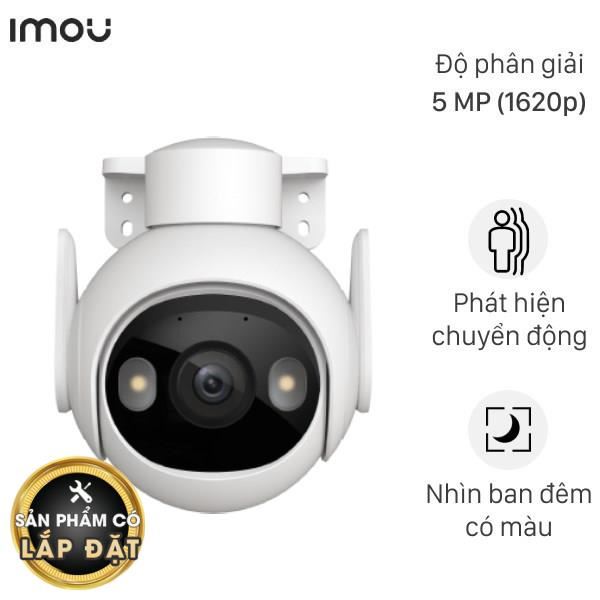 imou
Độ phân giải
5 MP (1620p)
Phát hiện
chuyển động
Nhìn ban đêm
có màu
SẢN PHẨM CÓ
LẮP ĐẶT